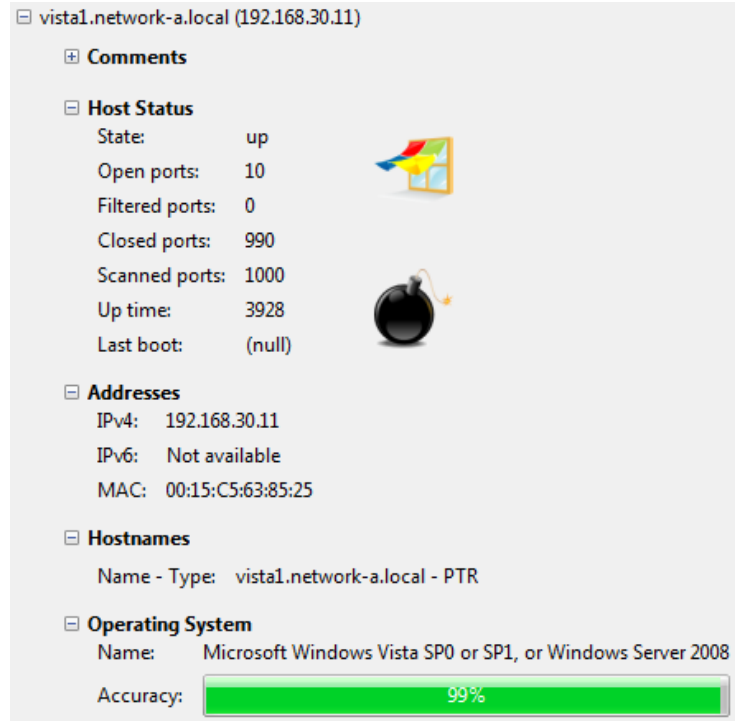 vista1.network-a.local (192.168.30.11)
Comments
Host Status
State: up
Open ports: 10
Filtered ports: 0
Closed ports: 990
Scanned ports: 1000
Up time: 3928
Last boot: (null)
Addresses
IPv4: 192.168.30.11
IPv6: Not available
MAC: 00:15:C5:63:85:25
Hostnames
Name - Type: vista1.network-a.local - PTR
Operating System
Name: Microsoft Windows Vista SP0 or SP1, or Windows Server 2008
Accuracy: 99%